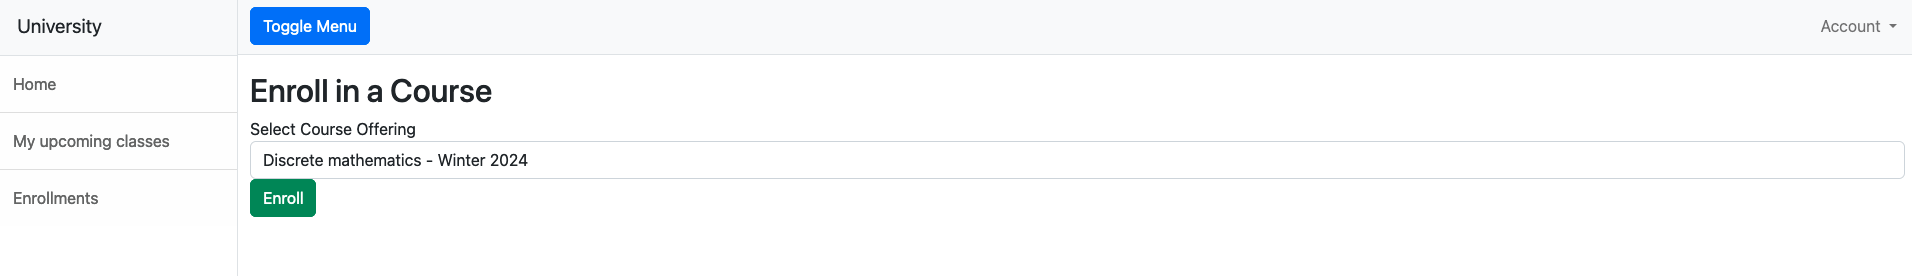 University
Toggle Menu
Account
Home
My upcoming classes
Enrollments
Enroll in a Course
Select Course Offering
Discrete mathematics - Winter 2024
Enroll